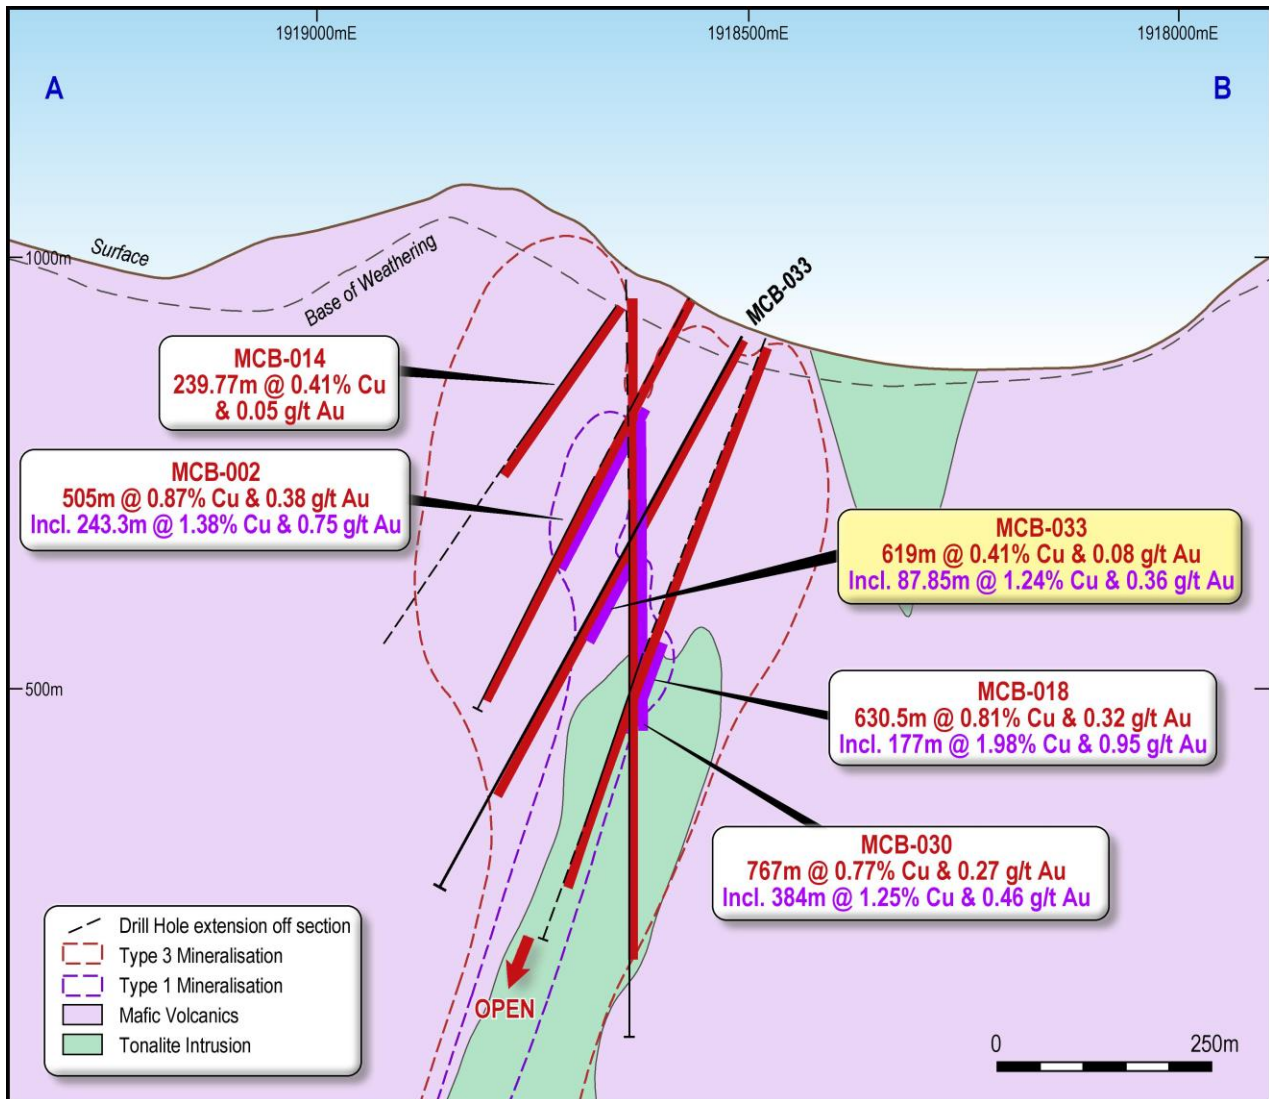 1919000mE
1918500mE
1918000mE
A
B
Surface
1000m
Base of Weathering
MCB-033
MCB-014
239.77m @ 0.41% Cu
& 0.05 g/t Au
MCB-002
505m @ 0.87% Cu & 0.38 g/t Au
Incl. 243.3m @ 1.38% Cu & 0.75 g/t Au
MCB-033
619m @ 0.41% Cu & 0.08 g/t Au
Incl. 87.85m @ 1.24% Cu & 0.36 g/t Au
500m
MCB-018
630.5m @ 0.81% Cu & 0.32 g/t Au
Incl. 177m @ 1.98% Cu & 0.95 g/t Au
MCB-030
767m @ 0.77% Cu & 0.27 g/t Au
Incl. 384m @ 1.25% Cu & 0.46 g/t Au
OPEN
Drill Hole extension off section
Type 3 Mineralisation
Type 1 Mineralisation
Mafic Volcanics
Tonalite Intrusion
0 250m